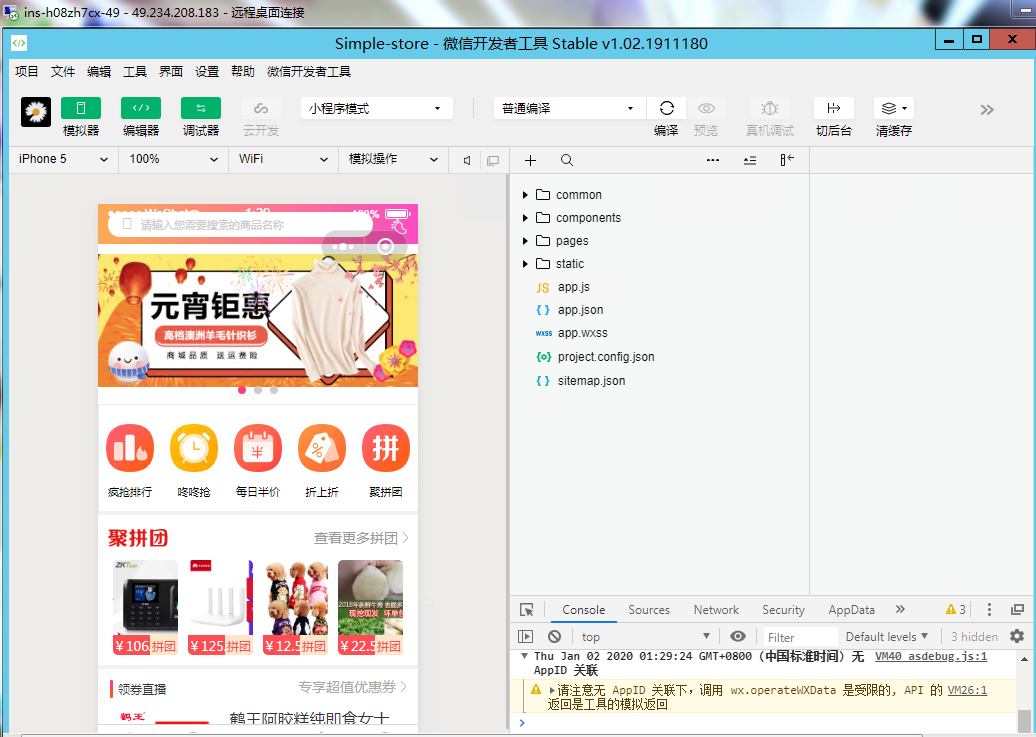 ins-h08zh7cx-49 - 49.234.208.183 - 远程桌面连接
Simple-store - 微信开发者工具 Stable v1.02.1911180
项目 文件 编辑 工具 界面 设置 帮助 微信开发者工具
小程序模式 普通编译
模拟器 编辑器 调试器 云开发 编译 预览 真机调试 切后台 清缓存
iPhone 5 100% WiFi 模拟操作
请输入您需要搜索的商品名称
元宵钜惠
高档澳洲羊毛针织衫
商城品质 送运费险
疯抢排行 咚咚抢 每日半价 折上折 聚拼团
拼
聚拼团 查看更多拼团
¥106 拼团 ¥125 拼团 ¥12.5 拼团 ¥22.5 拼团
领券直播 专享超值优惠券
鹤王 鹤王阿胶糕纯即食女士
common
components
pages
static
JS app.js
{ } app.json
wxss app.wxss
{o} project.config.json
{ } sitemap.json
Console Sources Network Security AppData 3
top Filter Default levels 3 hidden
Thu Jan 02 2020 01:29:24 GMT+0800 (中国标准时间) 无 VM40 asdebug.js:1
AppID 关联
请注意无 AppID 关联下，调用 wx.operateWXData 是受限的, API 的 VM26:1
返回是工具的模拟返回